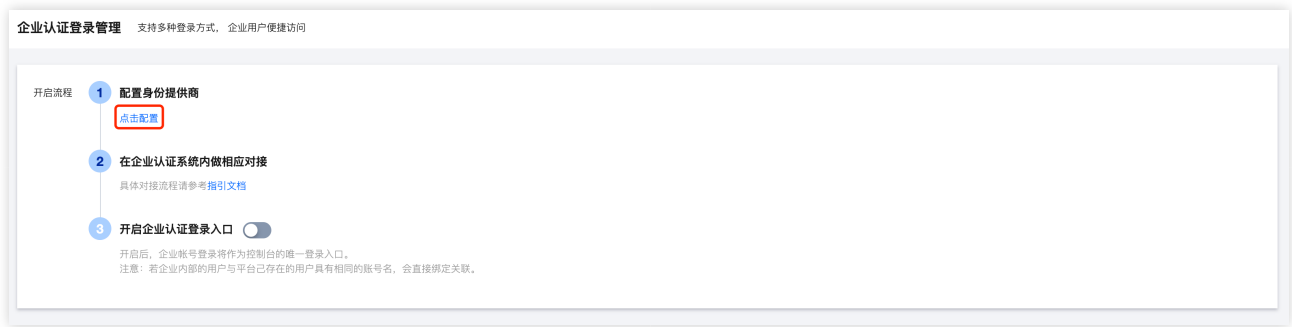 企业认证登录管理 支持多种登录方式， 企业用户便捷访问
开启流程 1 配置身份提供商
点击配置
2 在企业认证系统内做相应对接
具体对接流程请参考指引文档
3 开启企业认证登录入口
开启后，企业帐号登录将作为控制台的唯一登录入口。
注意：若企业内部的用户与平台己存在的用户具有相同的账号名，会直接绑定关联。